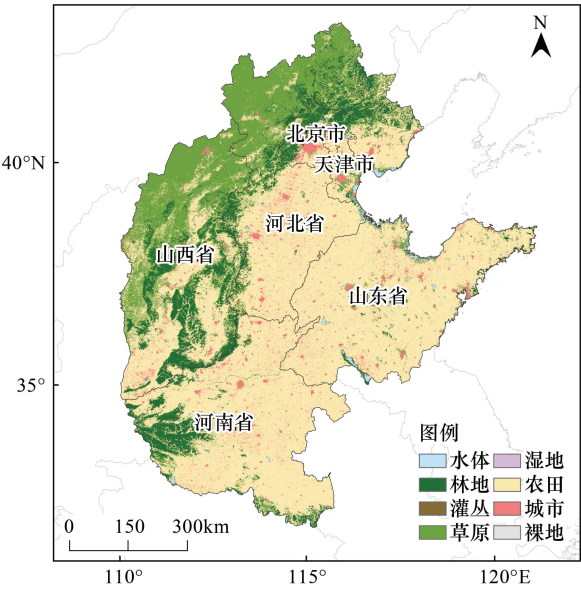 N
北京市
40°N
天津市
河北省
山西省
山东省
35°
河南省
图例
水体 湿地
林地 农田
灌丛 城市
草原 裸地
0 150 300km
110° 115° 120°E